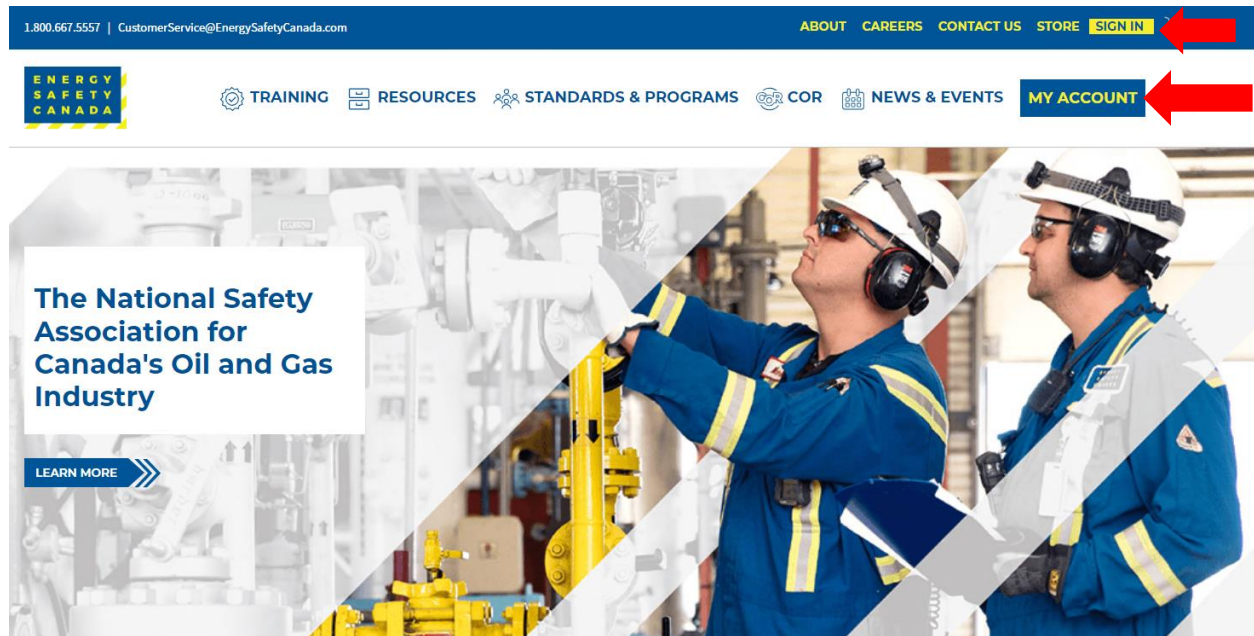 1.800.667.5557 | CustomerService@EnergySafetyCanada.com
ABOUT CAREERS CONTACT US STORE SIGN IN
ENERGY
SAFETY
CANADA
TRAINING RESOURCES STANDARDS & PROGRAMS COR COR NEWS & EVENTS MY ACCOUNT
The National Safety
Association for
Canada's Oil and Gas
Industry
LEARN MORE